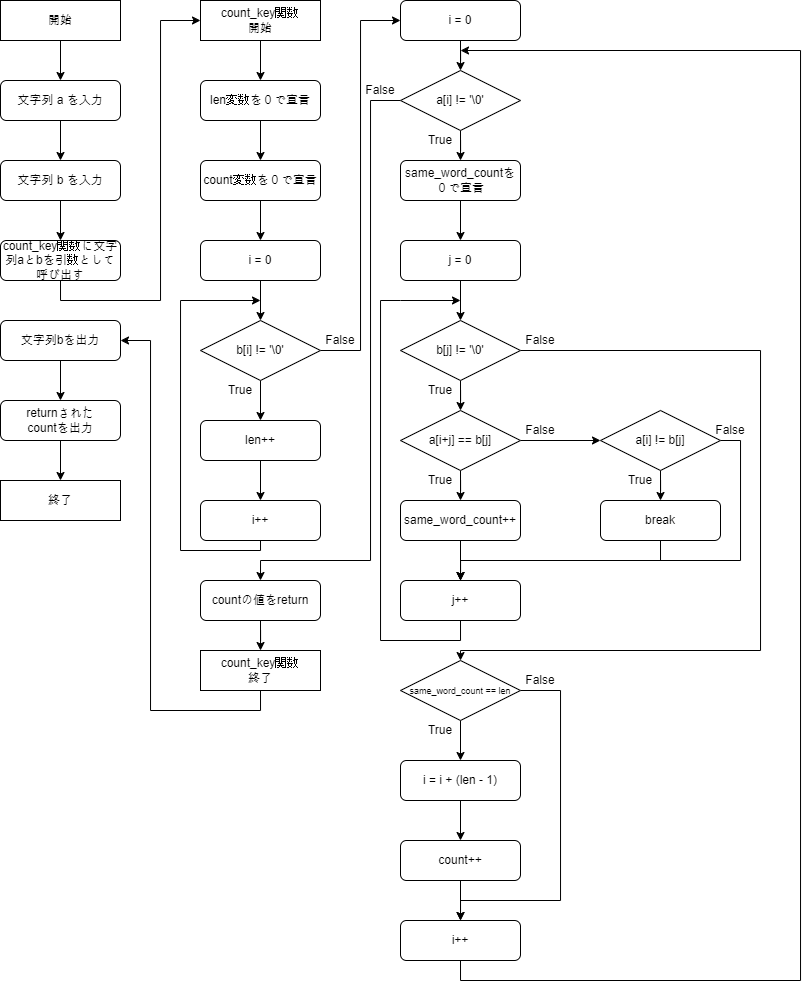 開始
文字列 a を入力
文字列 b を入力
count_key関数に文字
列aとbを引数として
呼び出す
文字列bを出力
returnされた
countを出力
終了
count_key関数
開始
len変数を０で宣言
count変数を０で宣言
i = 0
b[i] != '\0'
False
True
len++
i++
countの値をreturn
count_key関数
終了
i = 0
a[i] != '\0'
False
True
same_word_countを
０で宣言
j = 0
b[j] != '\0'
False
True
a[i+j] == b[j]
False
True
a[i] != b[j]
False
True
same_word_count++
break
j++
same_word_count == len
False
True
i = i + (len - 1)
count++
i++